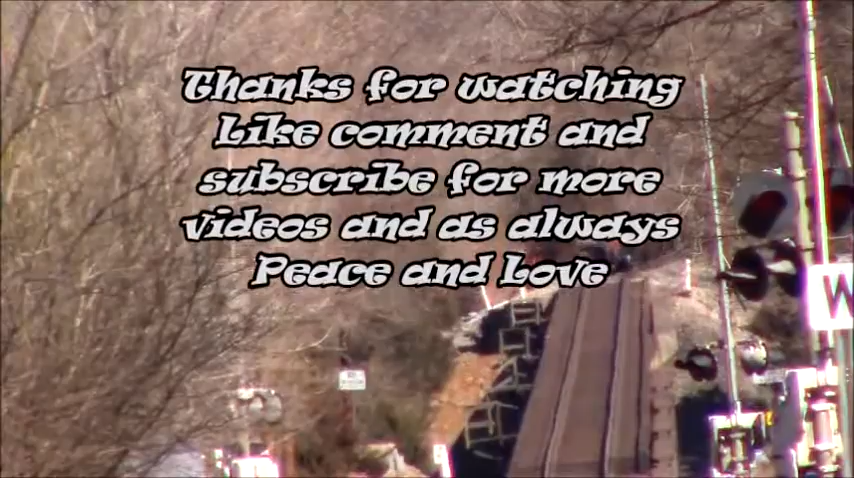 Thanks for watching
Like comment and
subscribe for more
videos and as always
Peace and Love
W